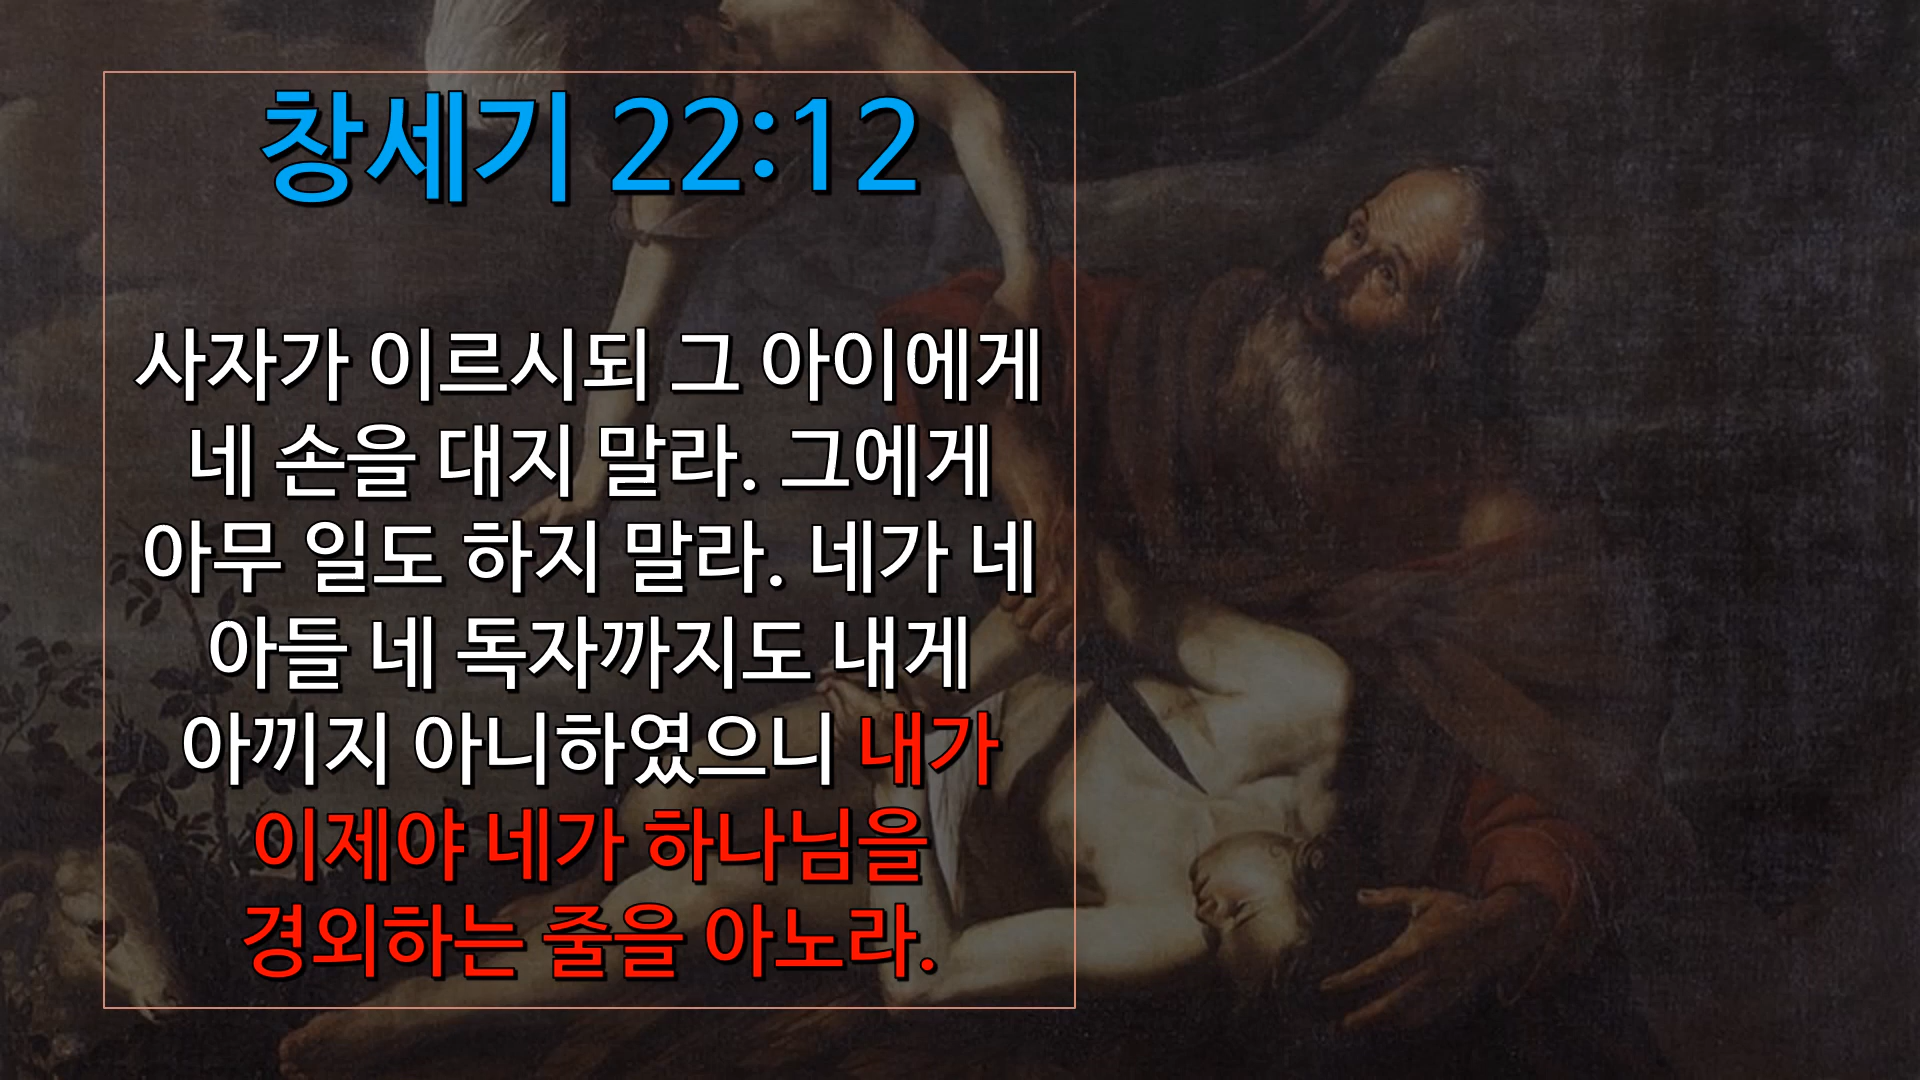 창세기 22:12
사자가 이르시되 그 아이에게
네 손을 대지 말라. 그에게
아무 일도 하지 말라. 네가 네
아들 네 독자까지도 내게
아끼지 아니하였으니 내가
이제야 네가 하나님을
경외하는 줄을 아노라.